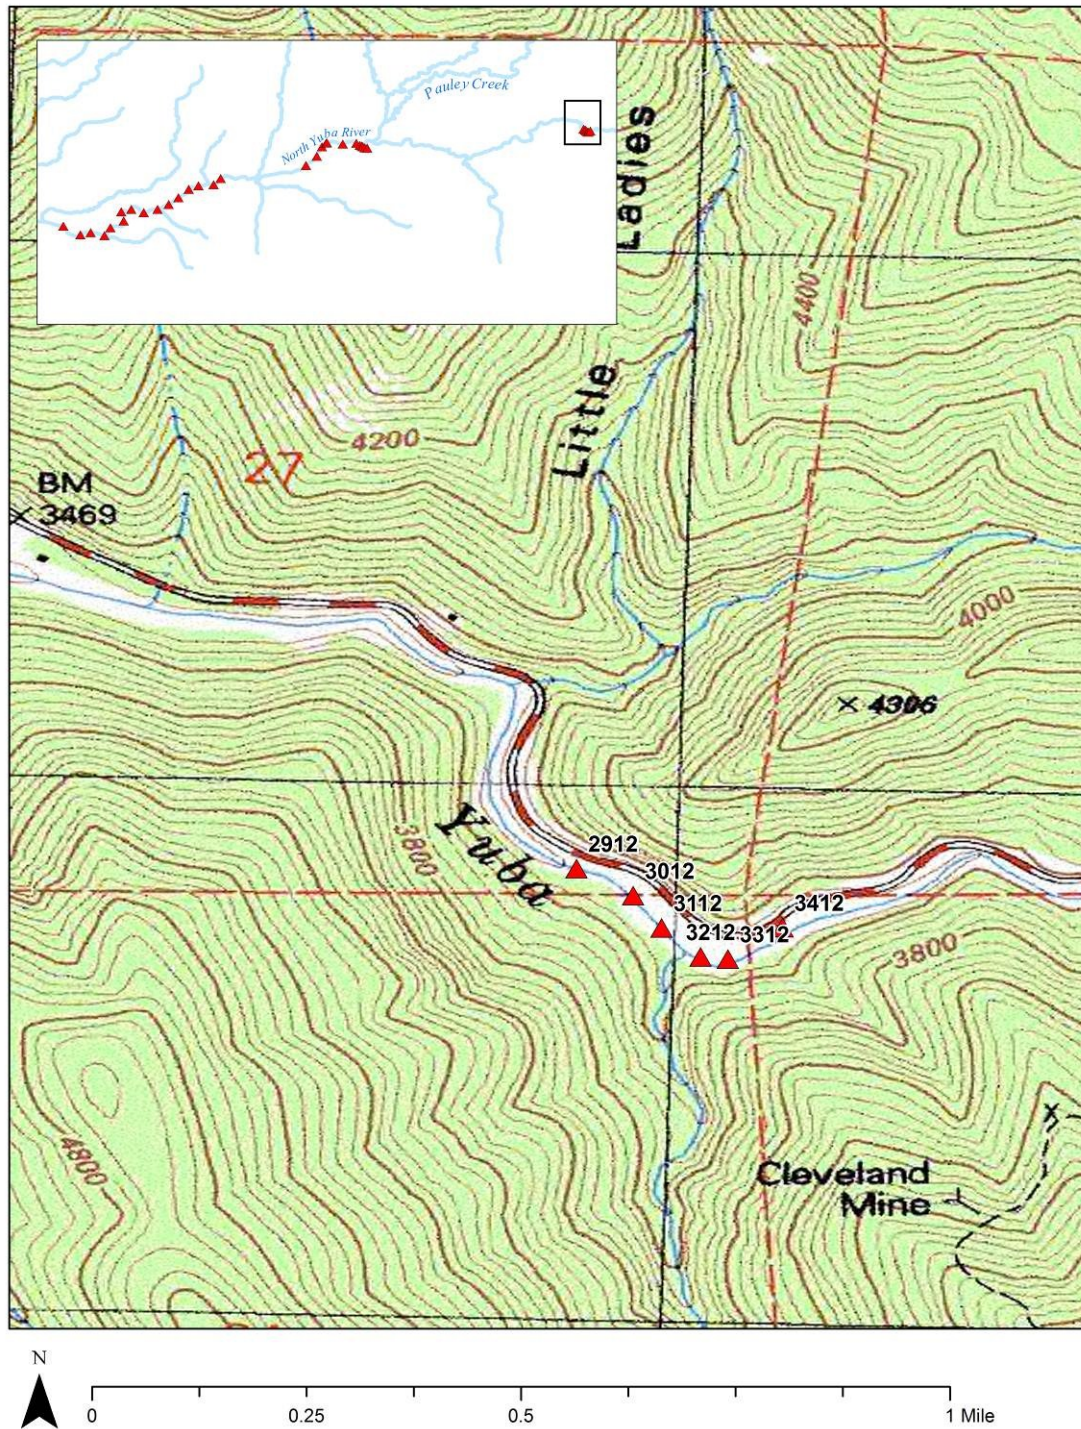 Pauley Creek
North Yuba River
Ladies
4400
Little
4200
27
BM
3469
4000
4306
Yuba
3800
2912
3012
3112
3412
3212
3312
3800
4800
Cleveland
Mine
N
0
0.25
0.5
1 Mile